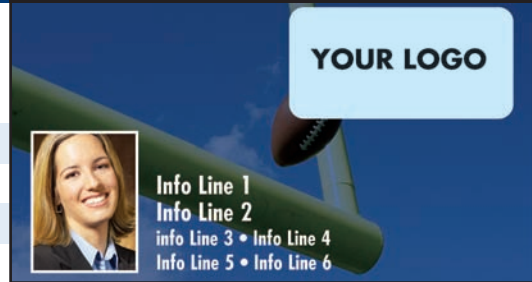 YOUR LOGO
Info Line 1
Info Line 2
info Line 3 • Info Line 4
Info Line 5 • Info Line 6